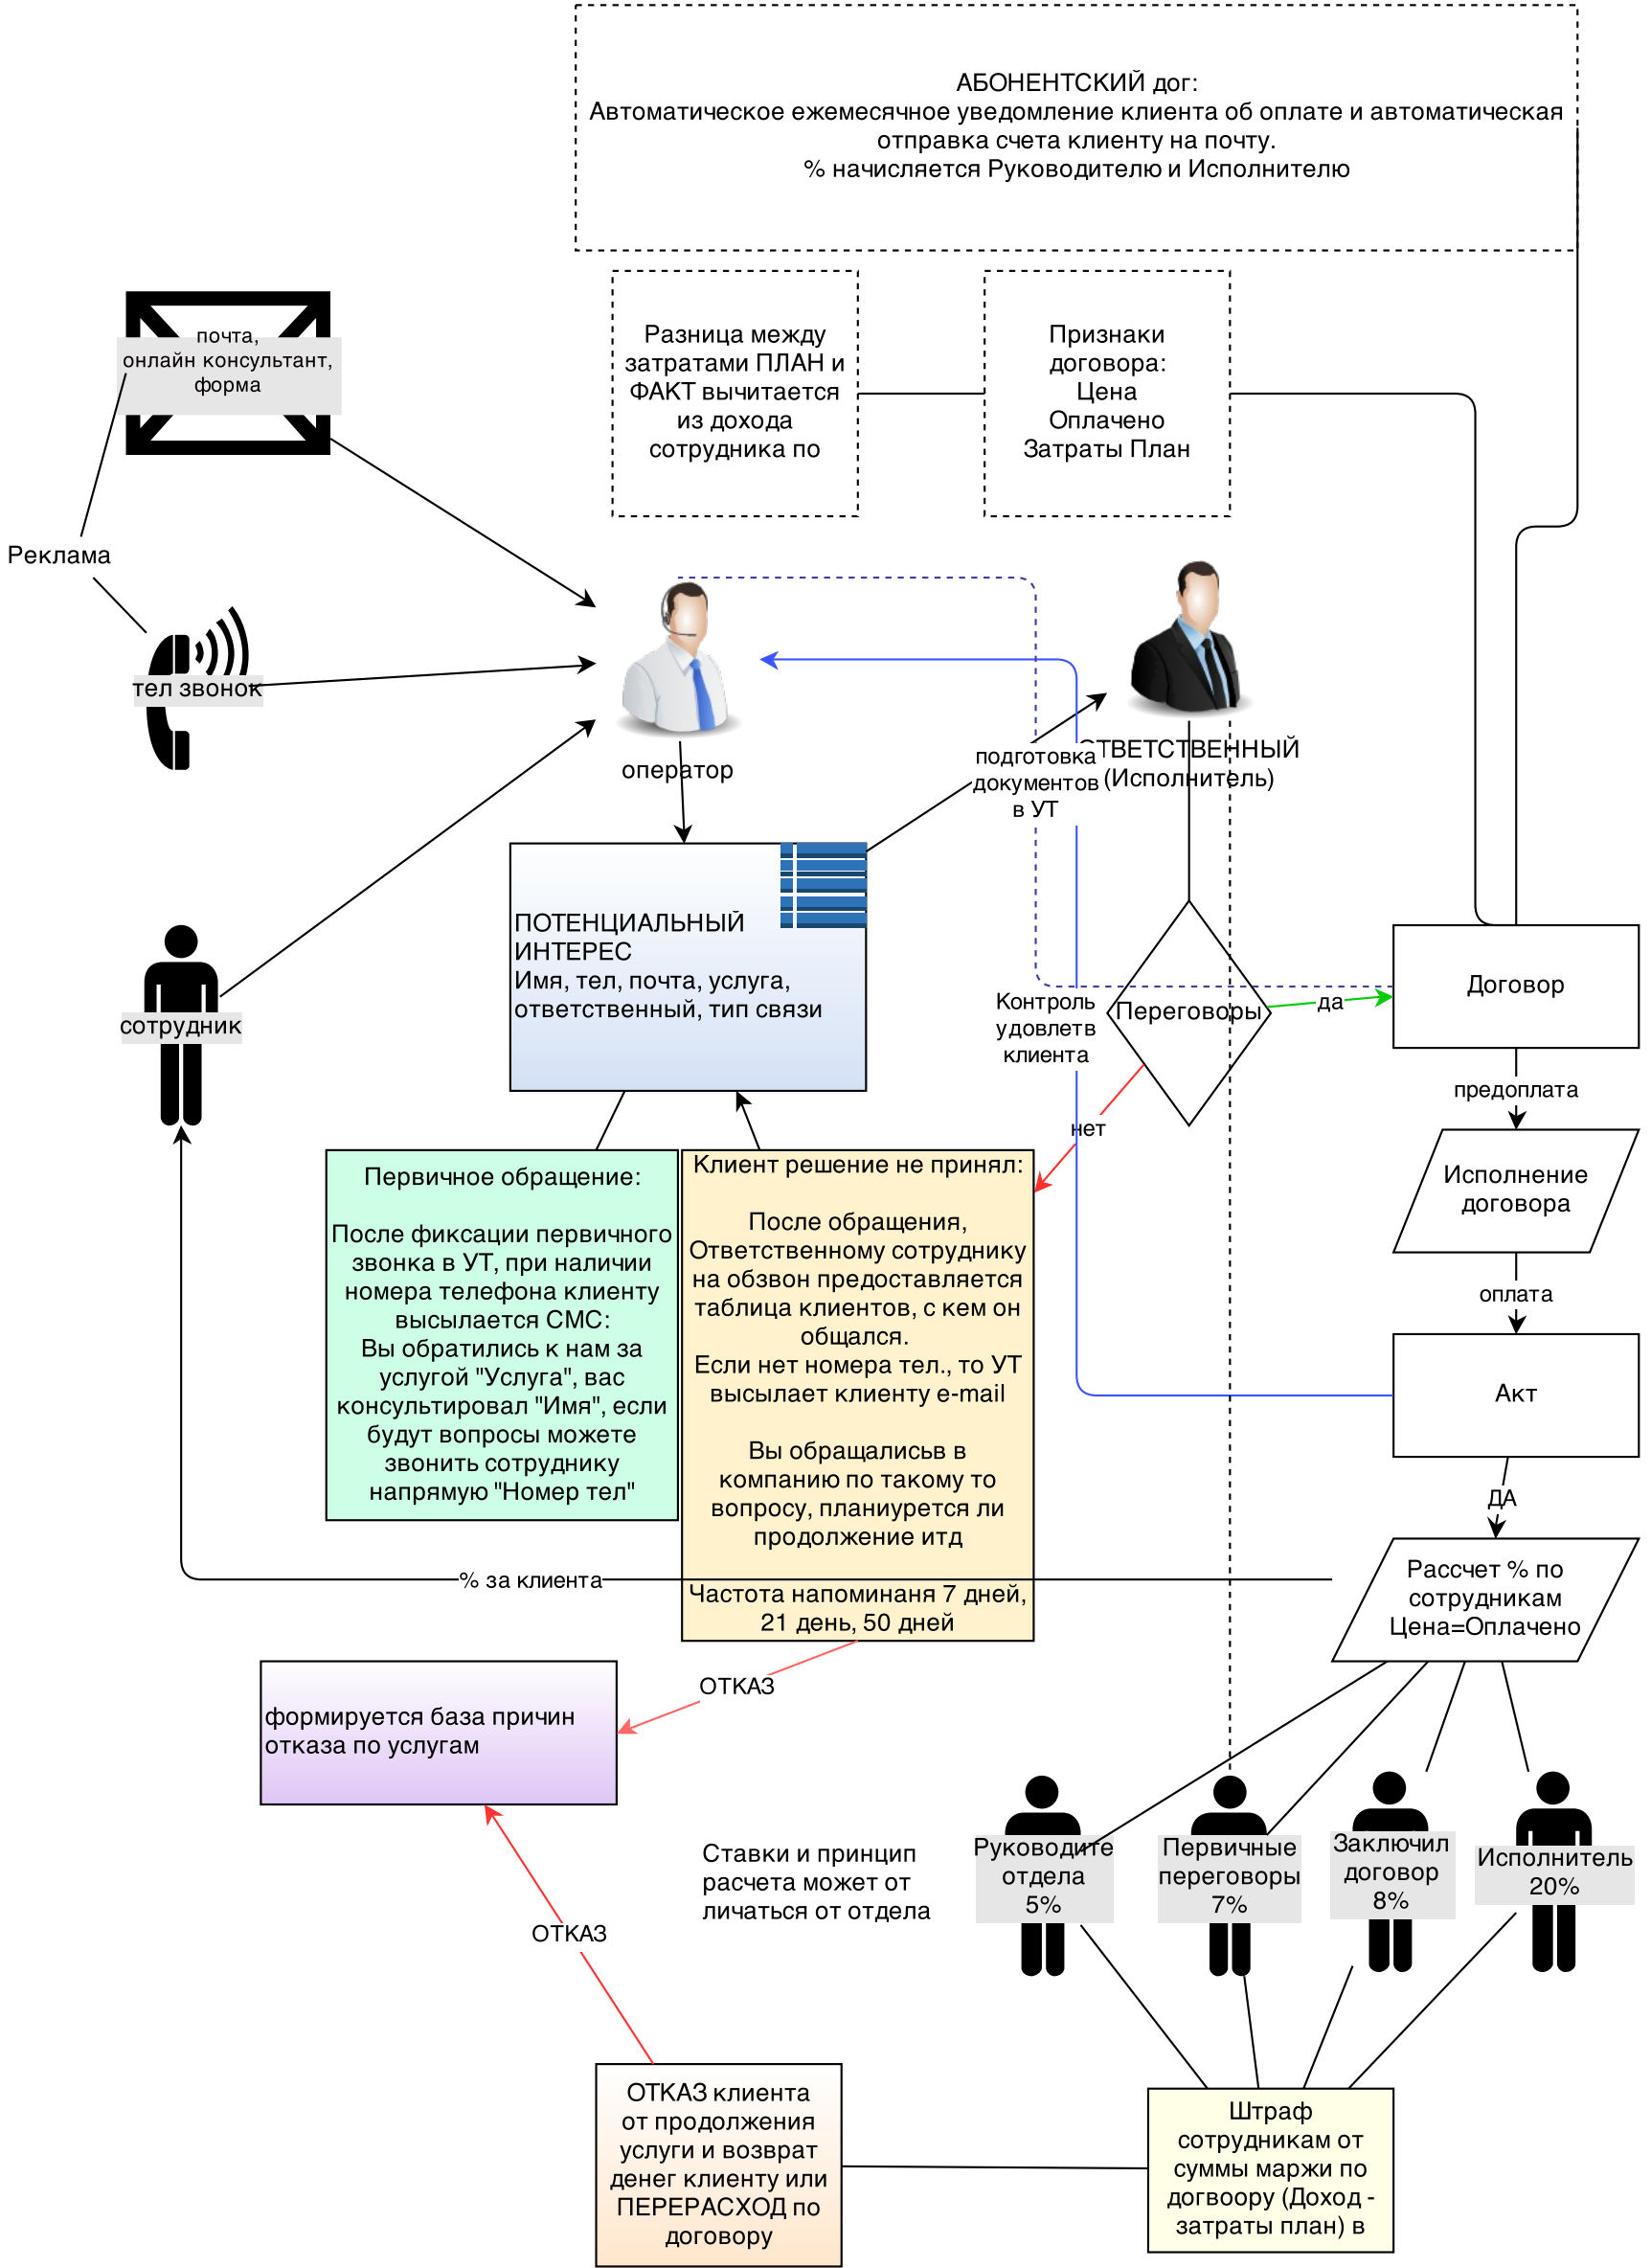 АБОНЕНТСКИЙ дог:
Автоматическое ежемесячное уведомление клиента об оплате и автоматическая
отправка счета клиенту на почту.
% начисляется Руководителю и Исполнителю
Разница между
затратами ПЛАН и
ФАКТ вычитается
из дохода
сотрудника по
Признаки
договора:
Цена
Оплачено
Затраты План
почта,
онлайн консультант,
форма
Реклама
тел звонок
оператор
ОТВЕТСТВЕННЫЙ
(Исполнитель)
подготовка
документов
в УТ
ПОТЕНЦИАЛЬНЫЙ
ИНТЕРЕС
Имя, тел, почта, услуга,
ответственный, тип связи
сотрудник
Контроль
удовлетв
клиента
Переговоры
да
нет
Договор
предоплата
Исполнение
договора
оплата
Акт
ДА
Рассчет % по
сотрудникам
Цена=Оплачено
Первичное обращение:
После фиксации первичного
звонка в УТ, при наличии
номера телефона клиенту
высылается СМС:
Вы обратились к нам за
услугой "Услуга", вас
консультировал "Имя", если
будут вопросы можете
звонить сотруднику
напрямую "Номер тел"
Клиент решение не принял:
После обращения,
Ответственному сотруднику
на обзвон предоставляется
таблица клиентов, с кем он
общался.
Если нет номера тел., то УТ
высылает клиенту e-mail
Вы обращалисьв в
компанию по такому то
вопросу, планиурется ли
продолжение итд
Частота напоминаня 7 дней,
21 день, 50 дней
% за клиента
ОТКАЗ
формируется база причин
отказа по услугам
ОТКАЗ
Ставки и принцип
расчета может от
личаться от отдела
Руководите
отдела
5%
Первичные
переговоры
7%
Заключил
договор
8%
Исполнитель
20%
ОТКАЗ клиента
от продолжения
услуги и возврат
денег клиенту или
ПЕРЕРАСХОД по
договору
Штраф
сотрудникам от
суммы маржи по
догвоору (Доход -
затраты план) в